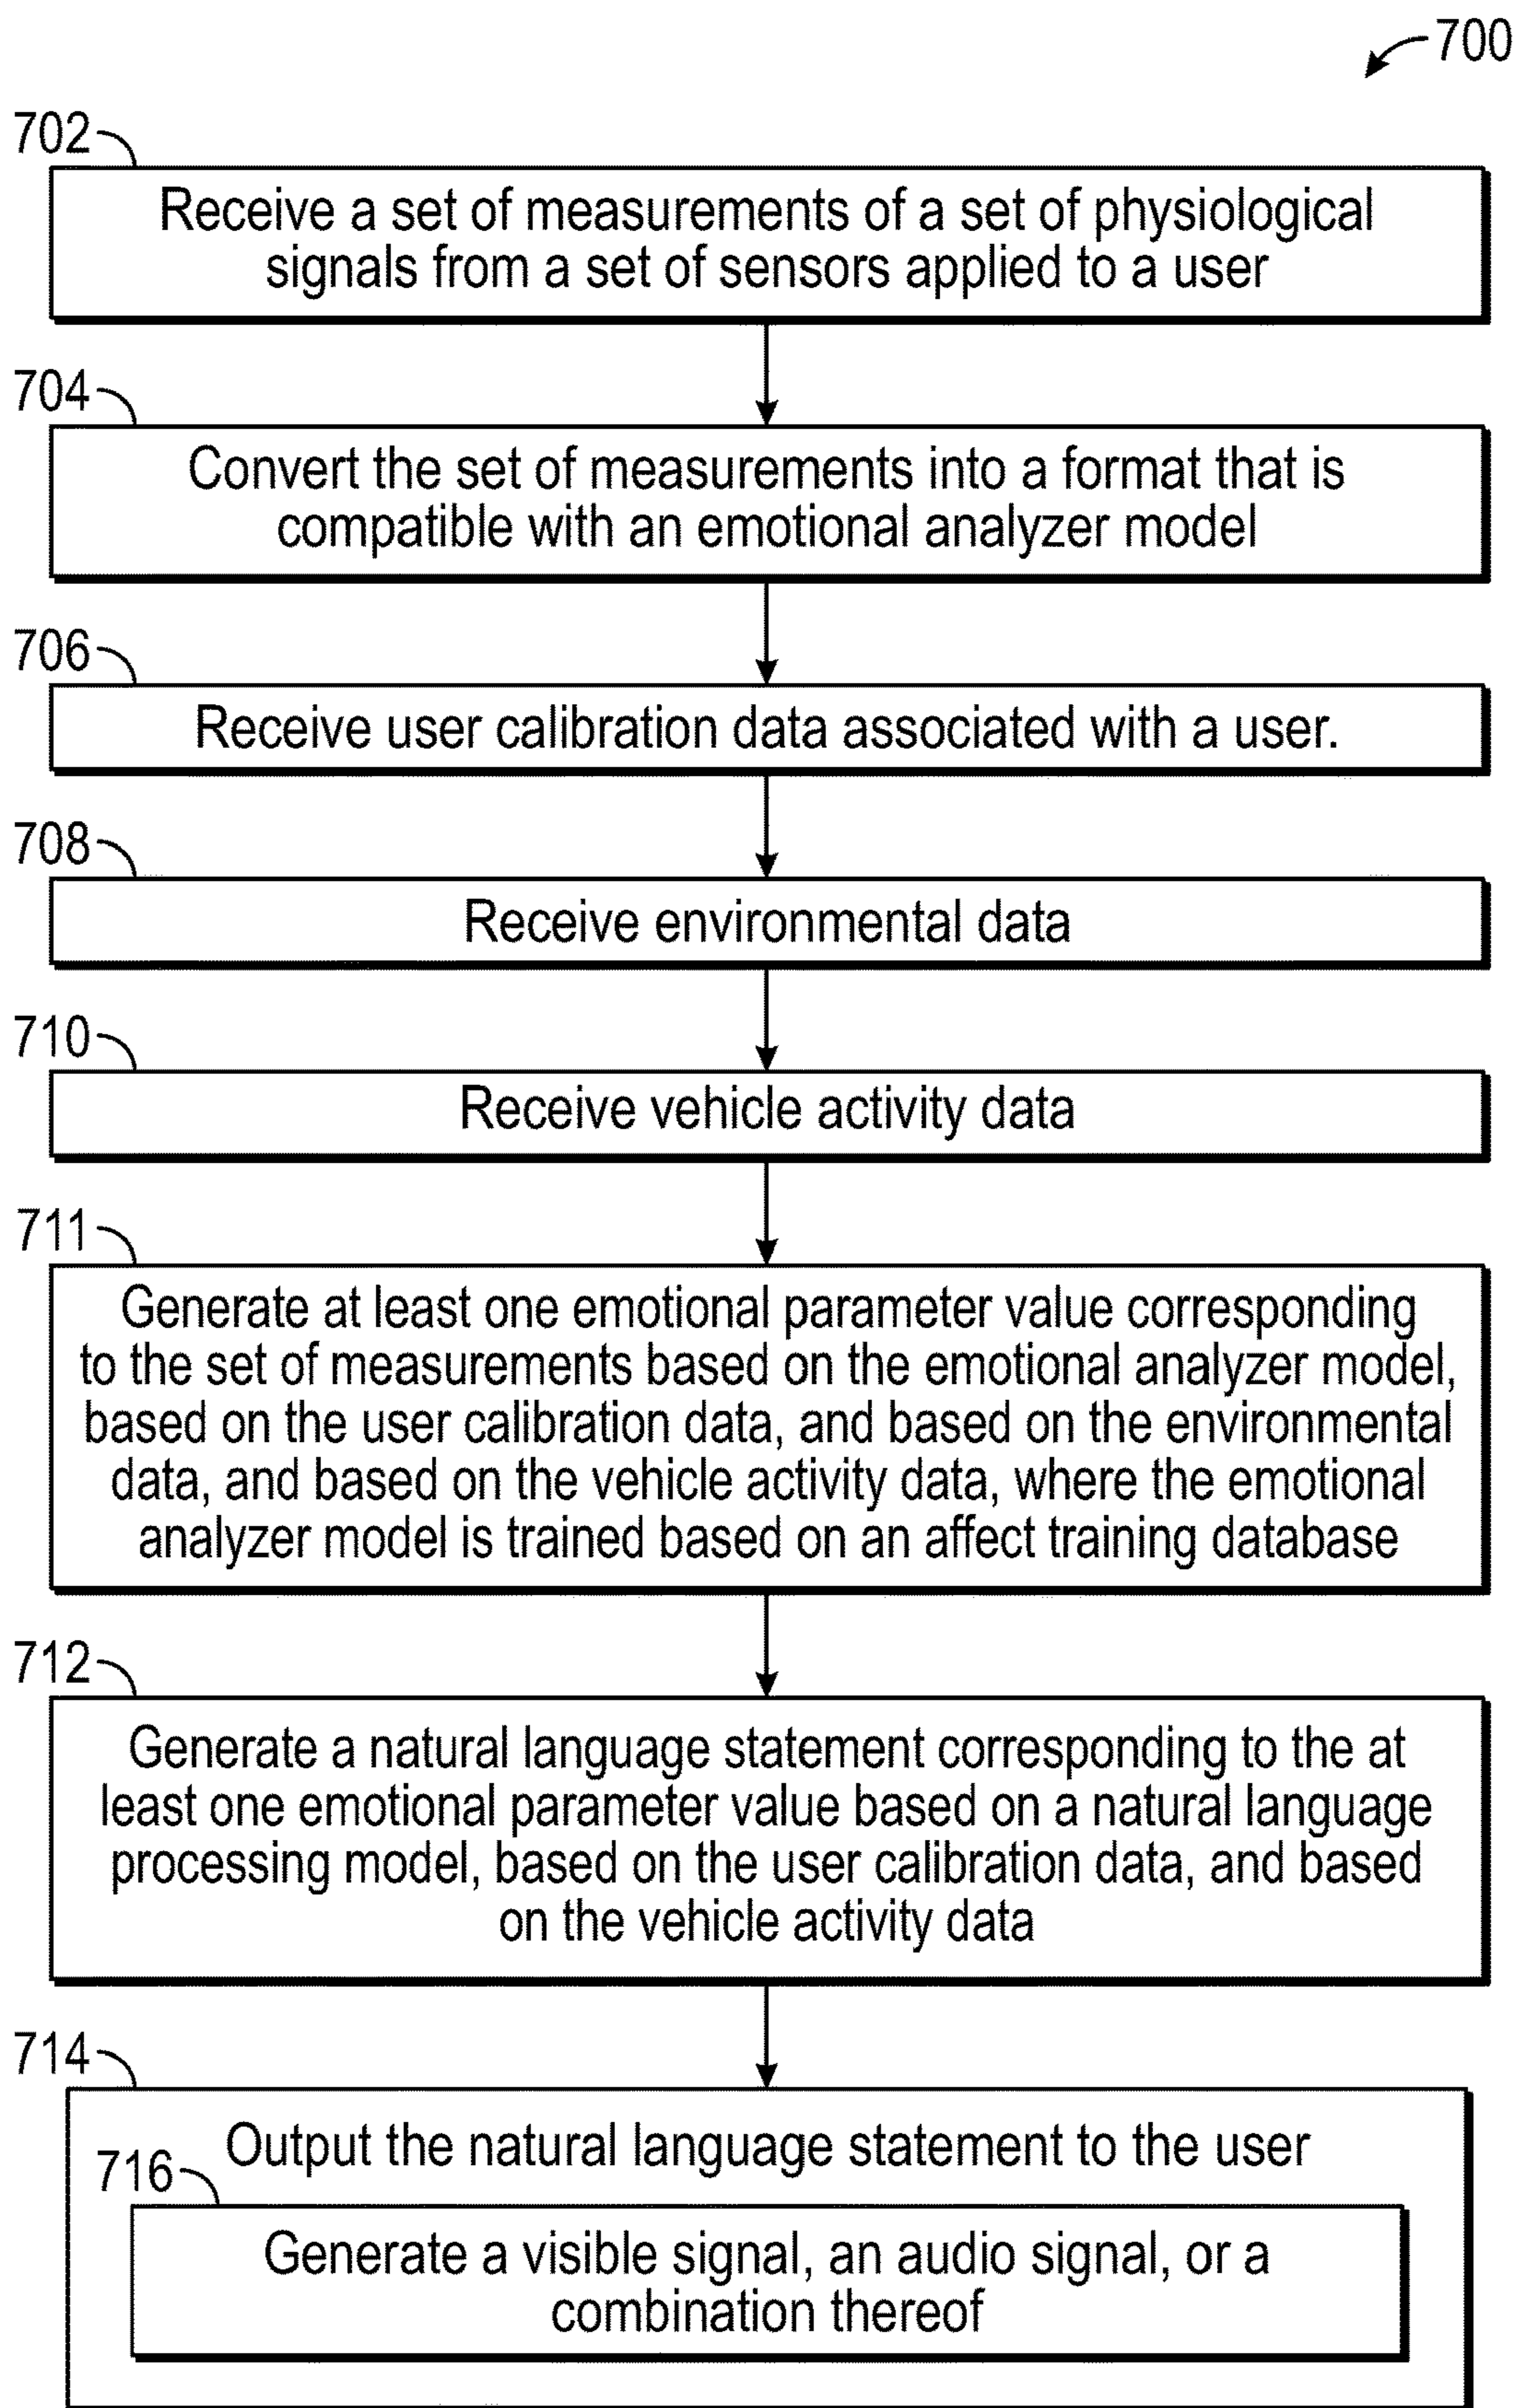 700
702
Receive a set of measurements of a set of physiological
signals from a set of sensors applied to a user
704
Convert the set of measurements into a format that is
compatible with an emotional analyzer model
706
Receive user calibration data associated with a user.
708
Receive environmental data
710
Receive vehicle activity data
711
Generate at least one emotional parameter value corresponding
to the set of measurements based on the emotional analyzer model,
based on the user calibration data, and based on the environmental
data, and based on the vehicle activity data, where the emotional
analyzer model is trained based on an affect training database
712
Generate a natural language statement corresponding to the at
least one emotional parameter value based on a natural language
processing model, based on the user calibration data, and based
on the vehicle activity data
714
Output the natural language statement to the user
716
Generate a visible signal, an audio signal, or a
combination thereof